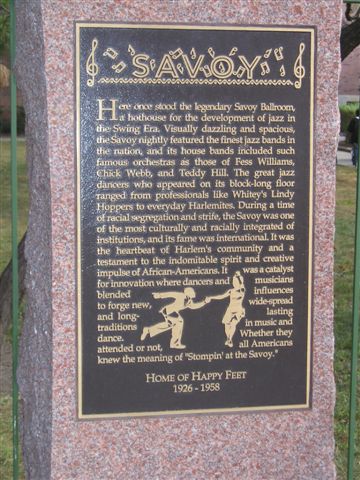 SAVOY
Here once stood the legendary Savoy Ballroom,
a hothouse for the development of jazz in
the Swing Era. Visually dazzling and spacious,
the Savoy nightly featured the finest jazz bands in
the nation, and its house bands included such
famous orchestras as those of Fess Williams,
Chick Webb, and Teddy Hill. The great jazz
dancers who appeared on its block-long floor
ranged from professionals like Whitey's Lindy
Hoppers to everyday Harlemites. During a time
of racial segregation and strife, the Savoy was one
of the most culturally and racially integrated of
institutions, and its fame was international. It was
the heartbeat of Harlem's community and a
testament to the indomitable spirit and creative
impulse of African-Americans. It was a catalyst
for innovation where dancers and musicians
blended influences
to forge new, wide-spread
and long- lasting
traditions in music and
dance. Whether they
attended or not, all Americans
knew the meaning of "Stompin' at the Savoy."
HOME OF HAPPY FEET
1926 - 1958